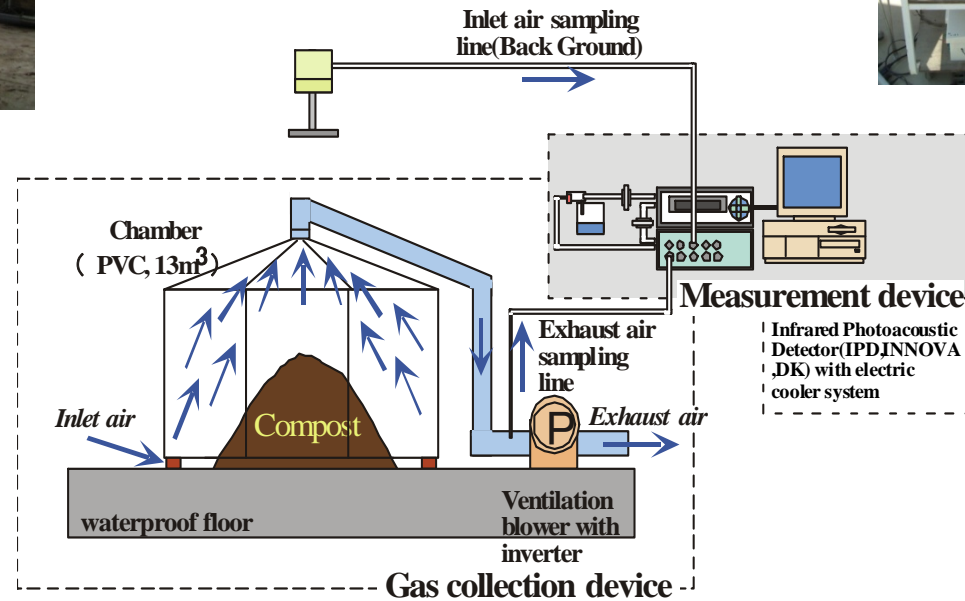 Inlet air sampling
line(Back Ground)
Chamber
( PVC, 13m³)
Measurement device
Infrared Photoacoustic
Detector(IPD,INNOVA
,DK) with electric
cooler system
Exhaust air
sampling
line
Inlet air
Compost
P
Exhaust air
waterproof floor
Ventilation
blower with
inverter
Gas collection device